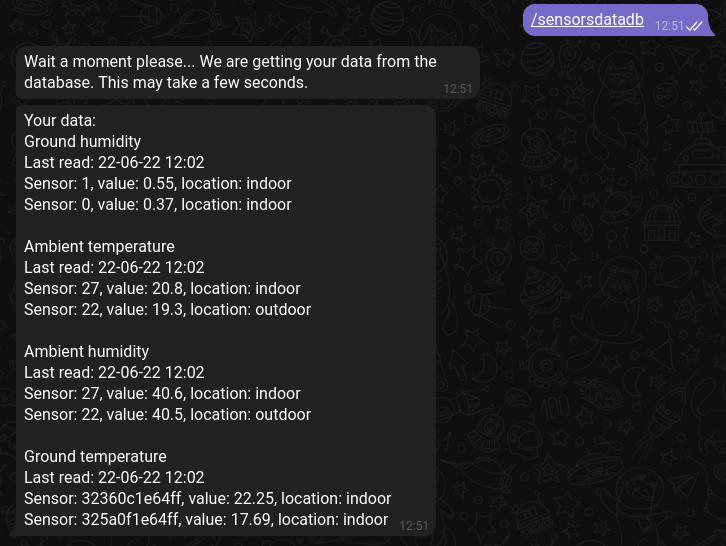 /sensorsdatadb 12:51
Wait a moment please... We are getting your data from the
database. This may take a few seconds.
12:51
Your data:
Ground humidity
Last read: 22-06-22 12:02
Sensor: 1, value: 0.55, location: indoor
Sensor: 0, value: 0.37, location: indoor
Ambient temperature
Last read: 22-06-22 12:02
Sensor: 27, value: 20.8, location: indoor
Sensor: 22, value: 19.3, location: outdoor
Ambient humidity
Last read: 22-06-22 12:02
Sensor: 27, value: 40.6, location: indoor
Sensor: 22, value: 40.5, location: outdoor
Ground temperature
Last read: 22-06-22 12:02
Sensor: 32360c1e64ff, value: 22.25, location: indoor
Sensor: 325a0f1e64ff, value: 17.69, location: indoor 12:51